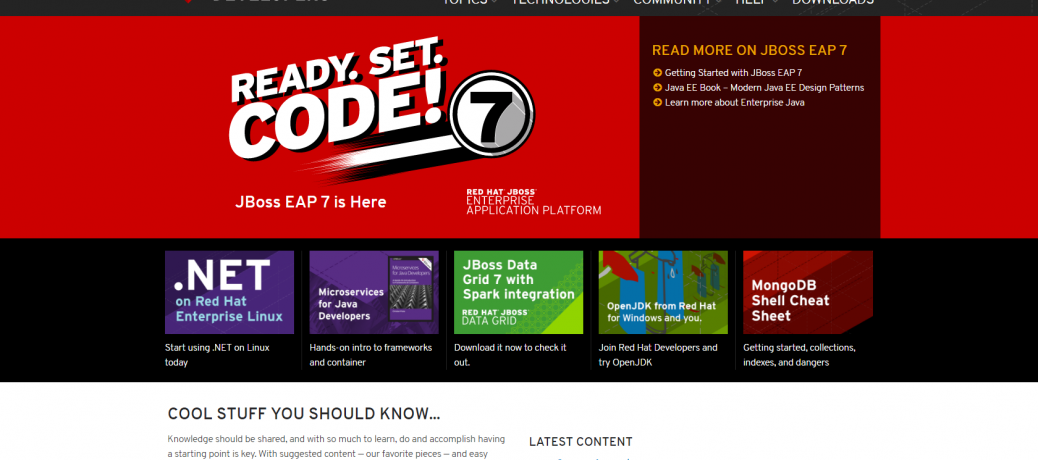 DEVELOPERS
TOPICS TECHNOLOGIES COMMUNITY HELP DOWNLOADS
READY. SET.
CODE! 7
JBoss EAP 7 is Here
RED HAT JBOSS
ENTERPRISE
APPLICATION PLATFORM
READ MORE ON JBOSS EAP 7
Getting Started with JBoss EAP 7
Java EE Book – Modern Java EE Design Patterns
Learn more about Enterprise Java
.NET
on Red Hat
Enterprise Linux
Start using .NET on Linux
today
Microservices
for Java
Developers
Microservices
for Java Developers
Hands-on intro to frameworks
and container
JBoss Data
Grid 7 with
Spark integration
RED HAT JBOSS
DATA GRID
Download it now to check it
out.
OpenJDK from Red Hat
for Windows and you.
Join Red Hat Developers and
try OpenJDK
MongoDB
Shell Cheat
Sheet
Getting started, collections,
indexes, and dangers
COOL STUFF YOU SHOULD KNOW...
Knowledge should be shared, and with so much to learn, do and accomplish having
a starting point is key. With suggested content — our favorite pieces — and easy
LATEST CONTENT